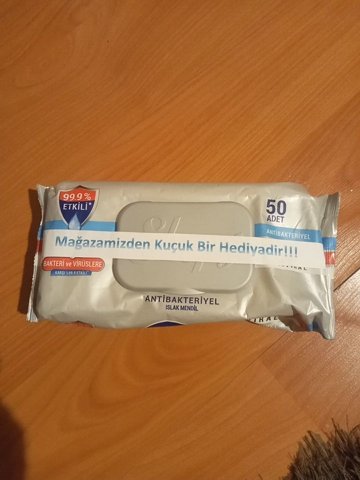 99.9%
ETKİLİ*
50
ADET
ANTİBAKTERİYEL
Mağazamizden Kuçuk Bir Hediyadir!!!
BAKTERİ ve VİRÜSLERE
ANTİBAKTERİYEL
ISLAK MENDİL